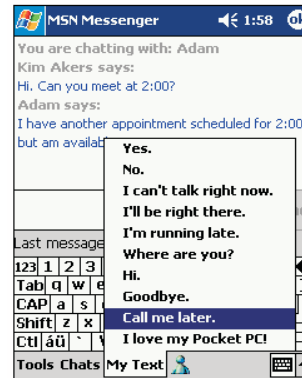 MSN Messenger 1:58 ok
You are chatting with: Adam
Kim Akers says:
Hi. Can you meet at 2:00?
Adam says:
I have another appointment scheduled for 2:00
but am
Yes.
No.
I can't talk right now.
I'll be right there.
I'm running late.
Where are you?
Hi.
Goodbye.
Call me later.
I love my Pocket PC!
Last message
123 1 2 3
Tab q w e
CAP a s
Shift z x
Ctl áü `
Tools Chats My Text